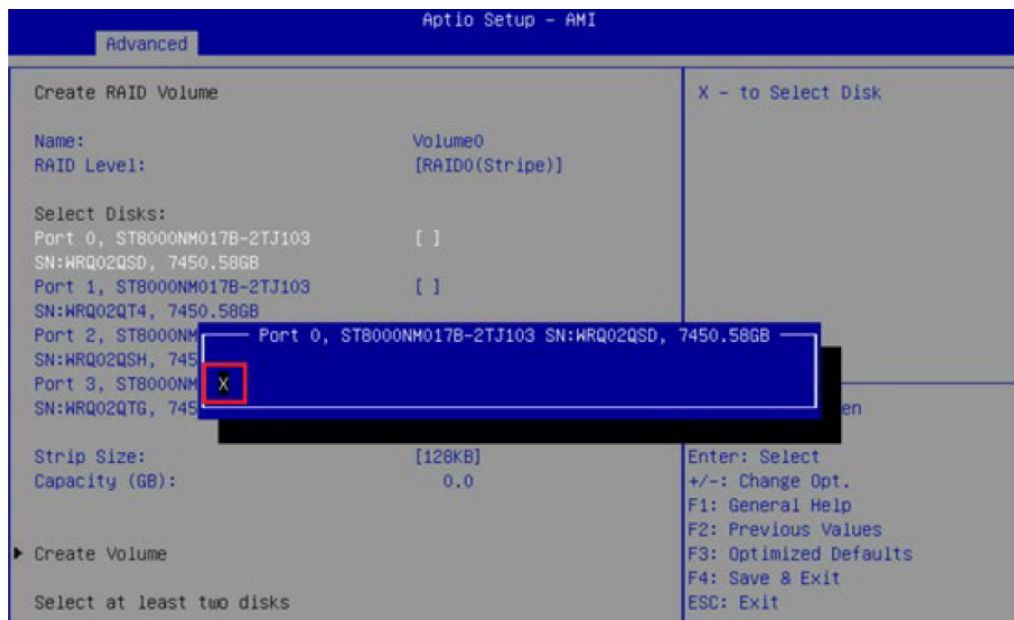 Aptio Setup - AMI
Advanced
Create RAID Volume
X - to Select Disk
Name: Volume0
RAID Level: [RAID0(Stripe)]
Select Disks:
Port 0, ST8000NM017B-2TJ103 [ ]
SN:WRQ02QSD, 7450.58GB
Port 1, ST8000NM017B-2TJ103 [ ]
SN:WRQ02QT4, 7450.58GB
Port 2, ST8000NM
Port 0, ST8000NM017B-2TJ103 SN:WRQ02QSD, 7450.58GB
SN:WRQ02QSH, 745
Port 3, ST8000NM
X
SN:WRQ02QTG, 745
en
Strip Size: [128KB]
Enter: Select
Capacity (GB): 0.0
+/-: Change Opt.
F1: General Help
F2: Previous Values
Create Volume
F3: Optimized Defaults
F4: Save & Exit
Select at least two disks
ESC: Exit